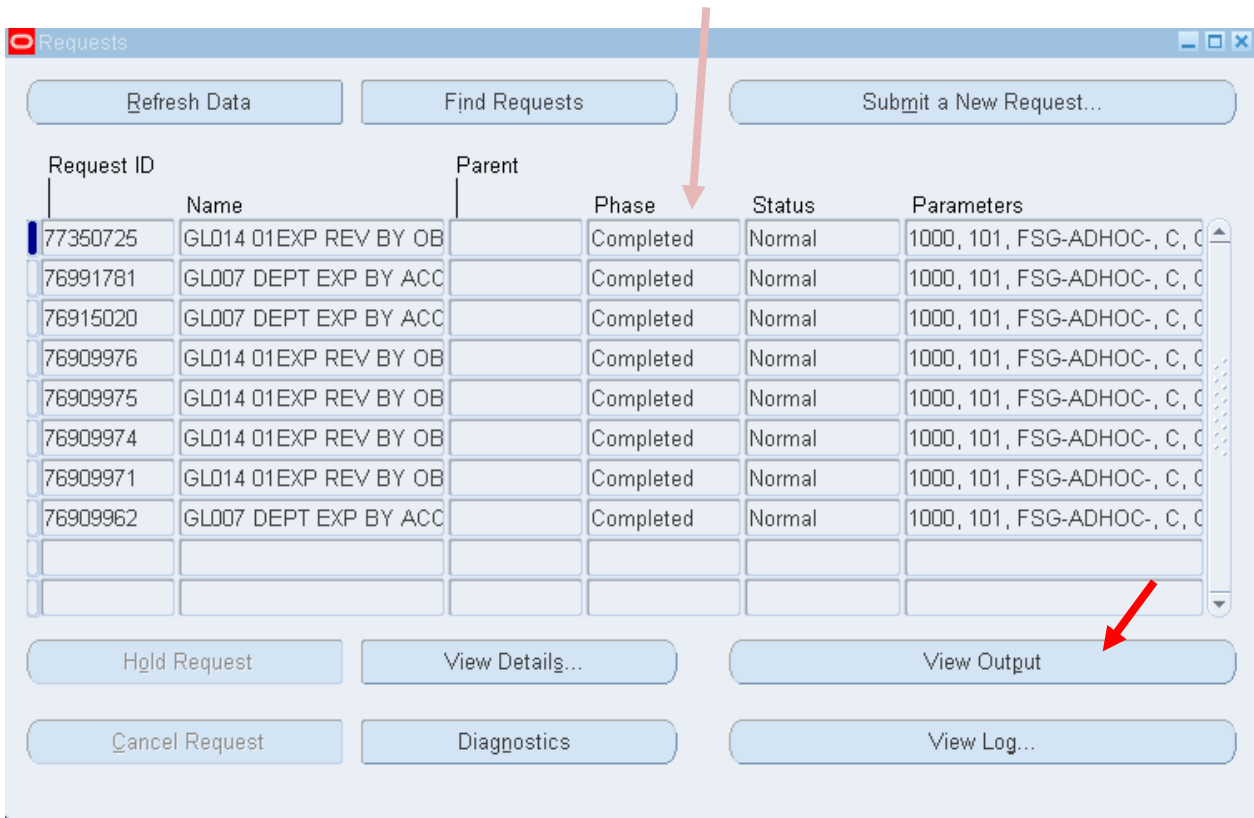 Requests
Refresh Data Find Requests Submit a New Request...
Request ID Parent
Name Phase Status Parameters
77350725 GL014 01EXP REV BY OB Completed Normal 1000, 101, FSG-ADHOC-, C, C
76991781 GL007 DEPT EXP BY ACC Completed Normal 1000, 101, FSG-ADHOC-, C, C
76915020 GL007 DEPT EXP BY ACC Completed Normal 1000, 101, FSG-ADHOC-, C, C
76909976 GL014 01EXP REV BY OB Completed Normal 1000, 101, FSG-ADHOC-, C, C
76909975 GL014 01EXP REV BY OB Completed Normal 1000, 101, FSG-ADHOC-, C, C
76909974 GL014 01EXP REV BY OB Completed Normal 1000, 101, FSG-ADHOC-, C, C
76909971 GL014 01EXP REV BY OB Completed Normal 1000, 101, FSG-ADHOC-, C, C
76909962 GL007 DEPT EXP BY ACC Completed Normal 1000, 101, FSG-ADHOC-, C, C
Hold Request View Details... View Output
Cancel Request Diagnostics View Log...